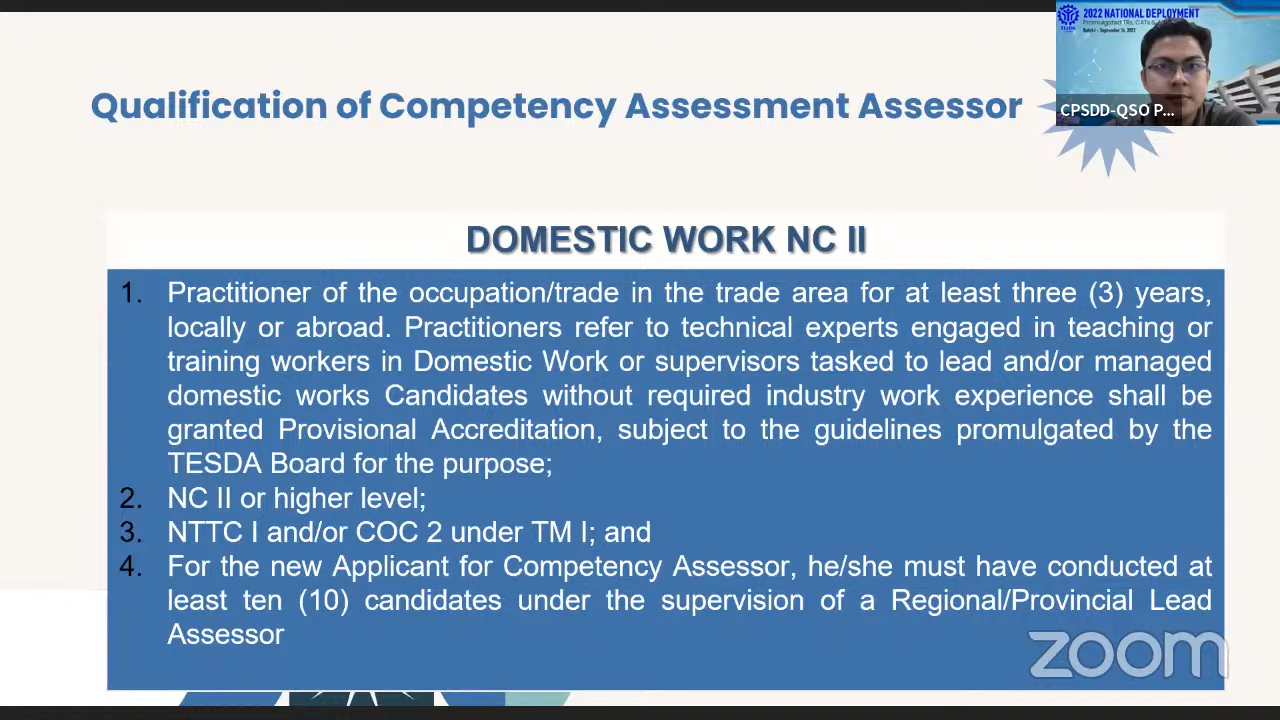 2022 NATIONAL DEPLOYMENT
Promulgated TRs, CATs &
TESDA
CPSDD-QSO P...
Qualification of Competency Assessment Assessor
DOMESTIC WORK NC II
1. Practitioner of the occupation/trade in the trade area for at least three (3) years,
locally or abroad. Practitioners refer to technical experts engaged in teaching or
training workers in Domestic Work or supervisors tasked to lead and/or managed
domestic works Candidates without required industry work experience shall be
granted Provisional Accreditation, subject to the guidelines promulgated by the
TESDA Board for the purpose;
2. NC II or higher level;
3. NTTC I and/or COC 2 under TM I; and
4. For the new Applicant for Competency Assessor, he/she must have conducted at
least ten (10) candidates under the supervision of a Regional/Provincial Lead
Assessor
zoom